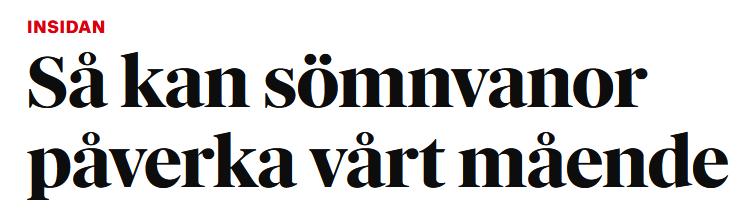 INSIDAN
Så kan sömnvanor
påverka vårt mående